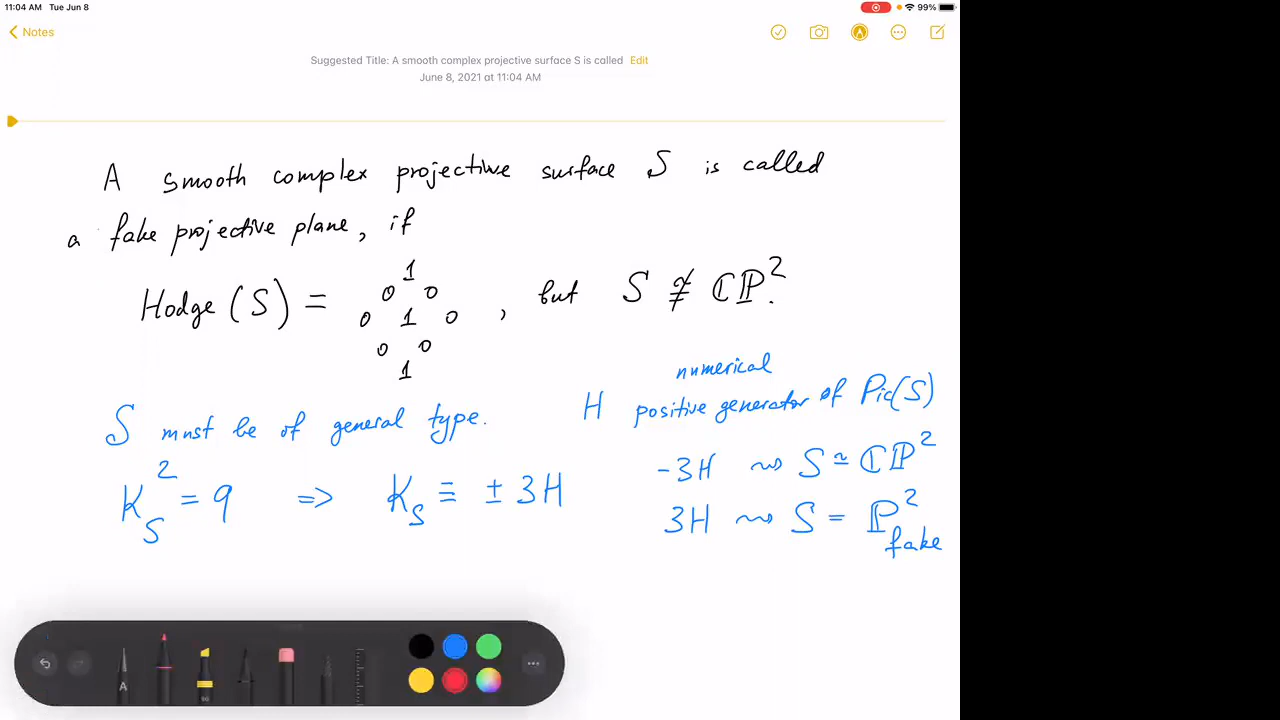 11:04 AM Tue Jun 8
99%
Notes
Suggested Title: A smooth complex projective surface S is called Edit
June 8, 2021 at 11:04 AM
A smooth complex projective surface S is called
a fake projective plane, if
1
0 0
Hodge (S) = 0 1 0 , but S ≇ ℂℙ².
0 0
1
numerical
S must be of general type.
H positive generator of Pic(S)
K_S² = 9 ⇒ K_S ≡ ± 3H
-3H ⇝ S ≃ ℂℙ²
3H ⇝ S = ℙ²_fake
A